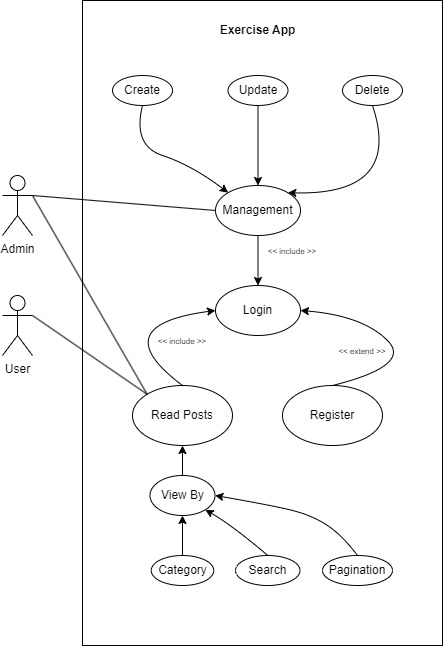 Exercise App
Create
Update
Delete
Management
Admin
<< include >>
Login
<< include >>
<< extend >>
User
Read Posts
Register
View By
Category
Search
Pagination